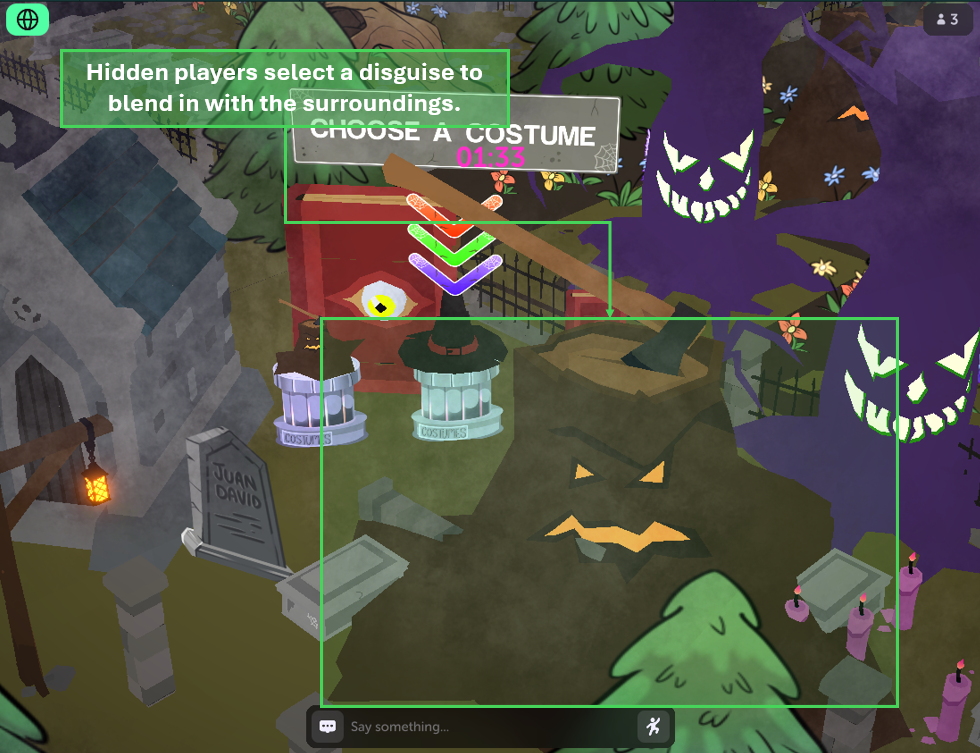 3
Hidden players select a disguise to
blend in with the surroundings.
CHOOSE A COSTUME
01:33
COSTUMES
COSTUMES
JUAN
DAVID
Say something...